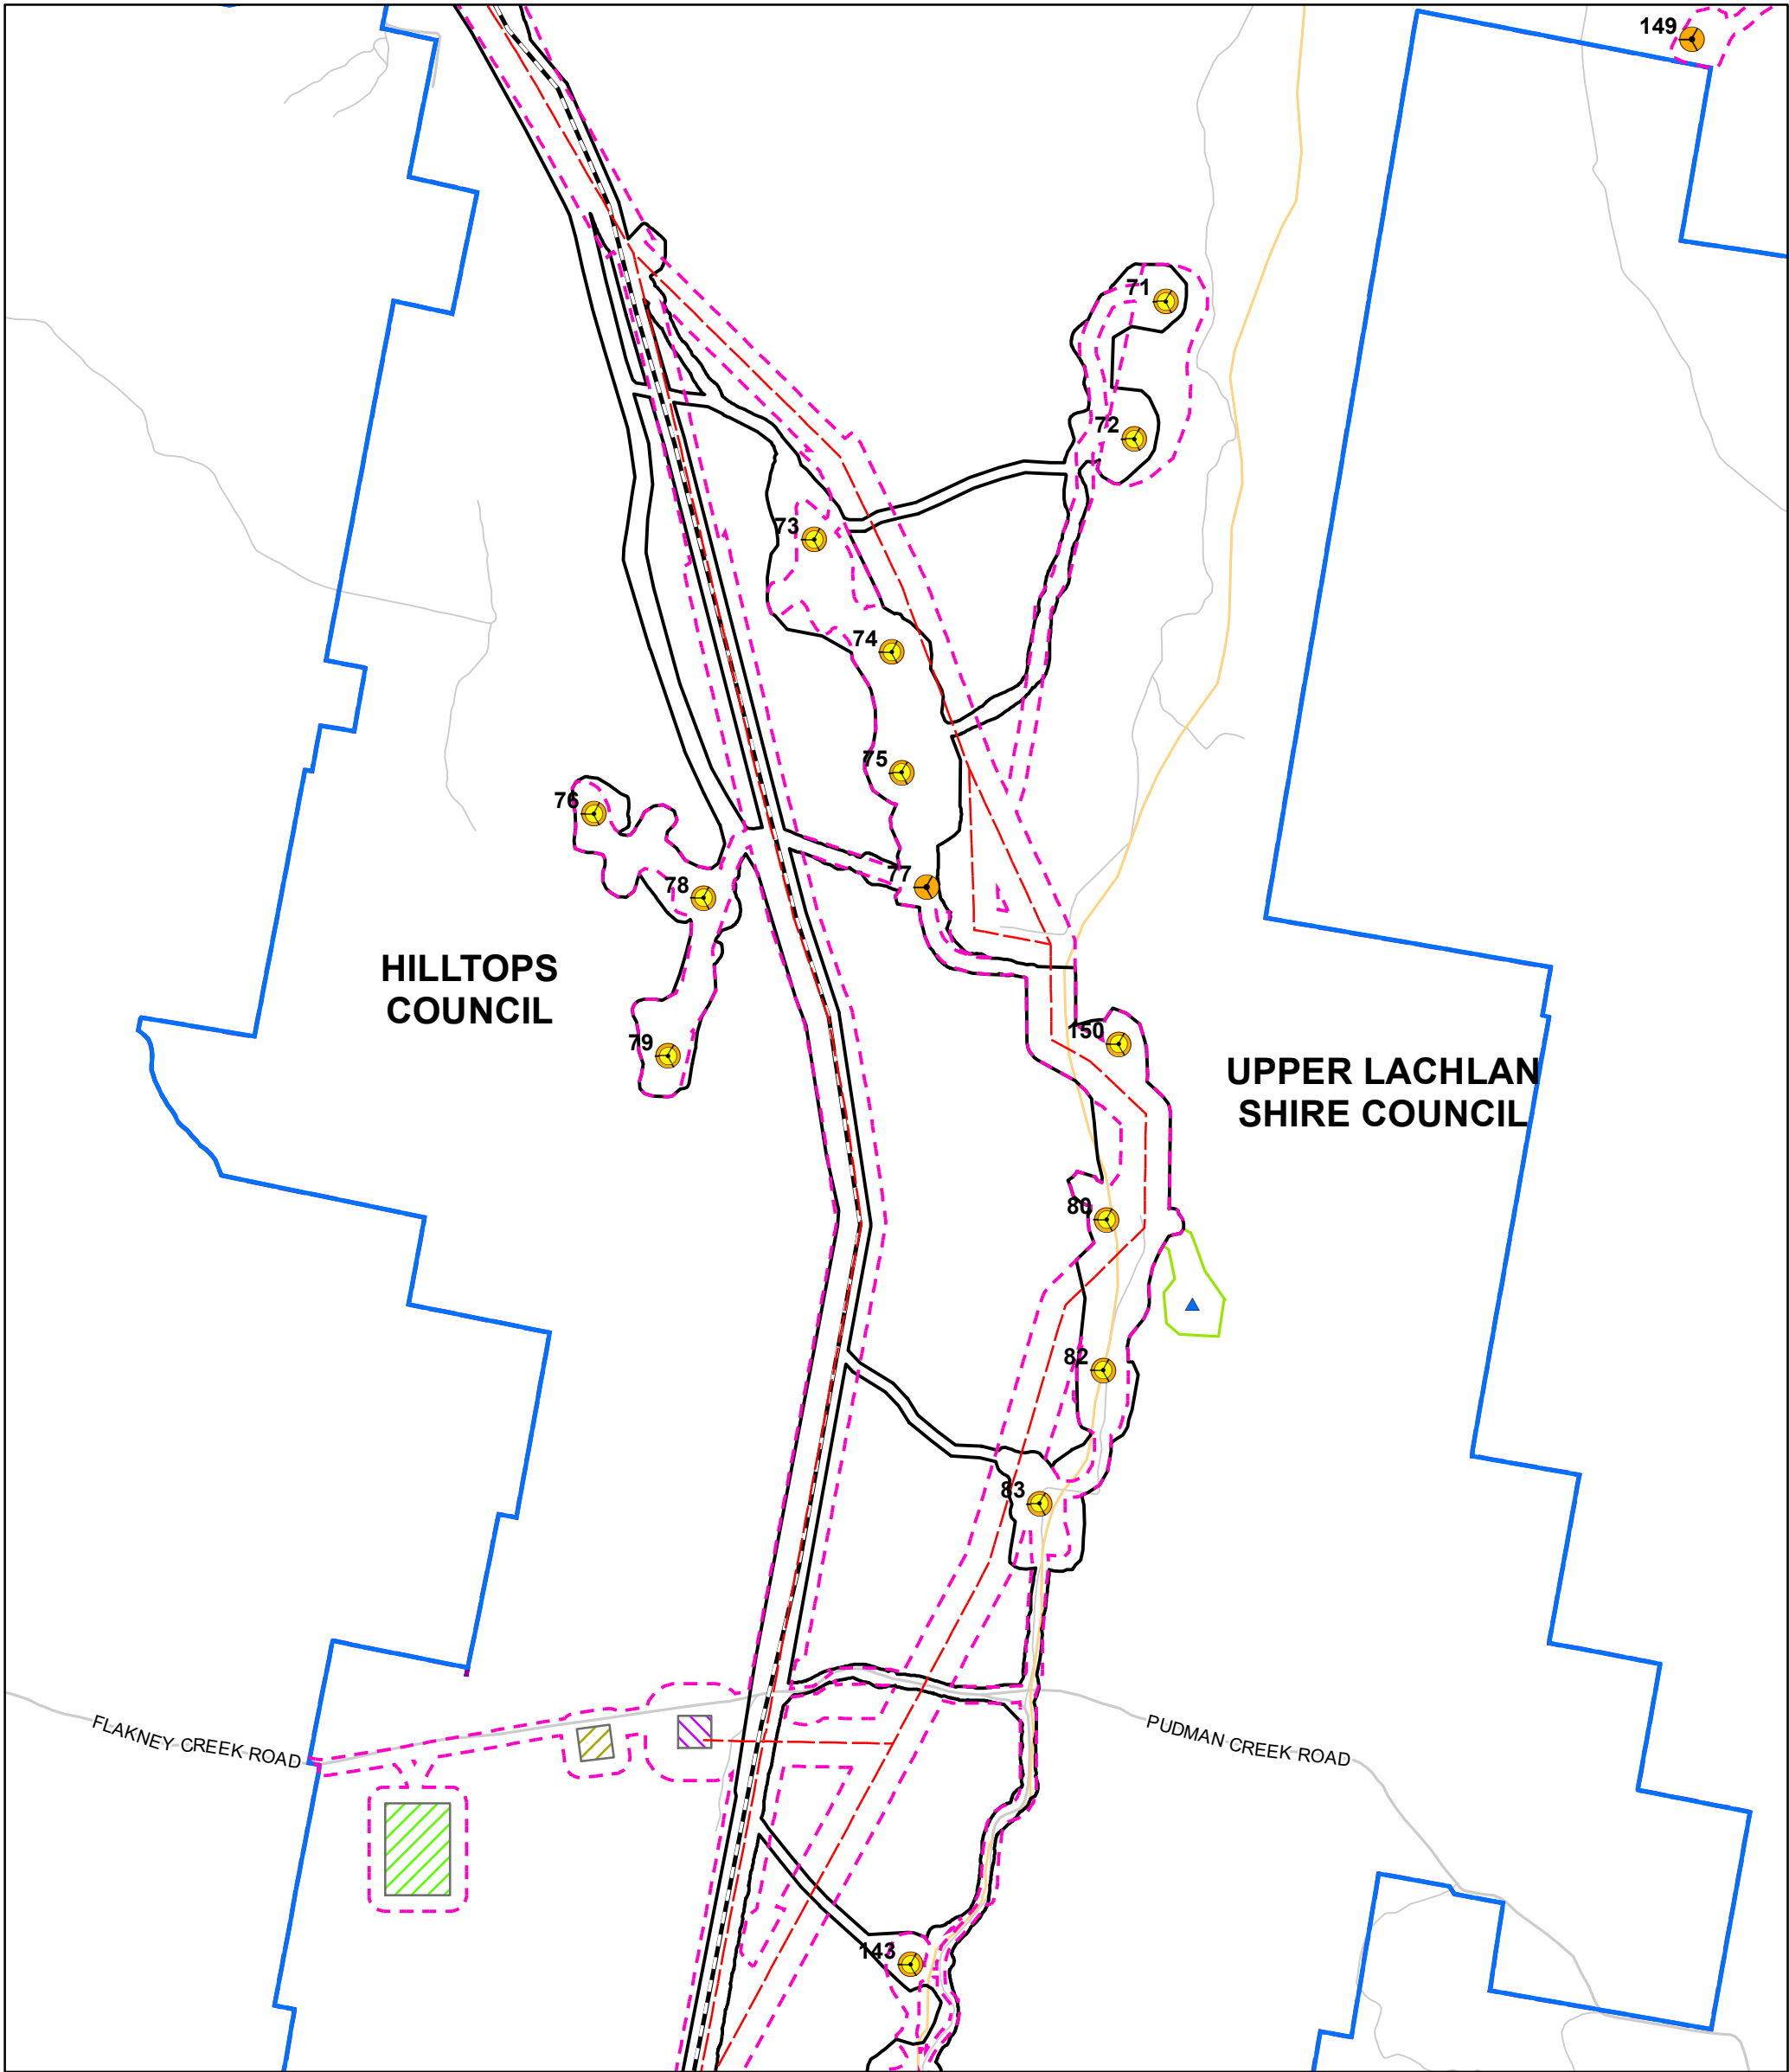 149
71
72
73
74
75
76
77
78
HILLTOPS
COUNCIL
150
79
UPPER LACHLAN
SHIRE COUNCIL
80
82
83
FLAKNEY CREEK ROAD
PUDMAN CREEK ROAD
143